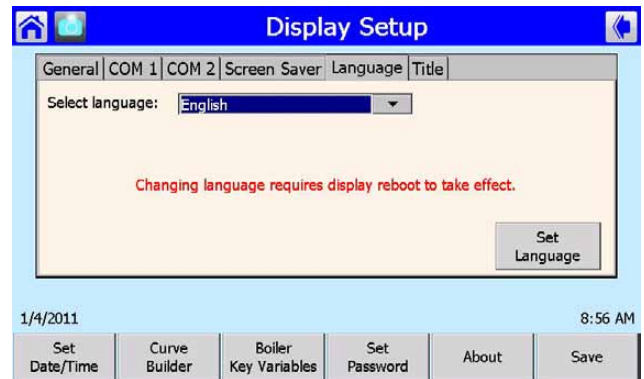 Display Setup
General COM 1 COM 2 Screen Saver Language Title
Select language: English
Changing language requires display reboot to take effect.
Set
Language
1/4/2011 8:56 AM
Set Date/Time
Curve Builder
Boiler Key Variables
Set Password
About
Save